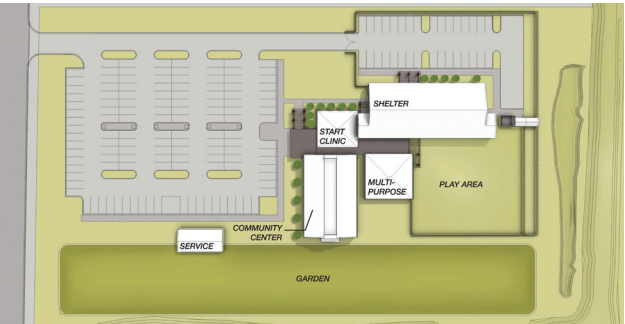 SHELTER
START
CLINIC
MULTI-
PURPOSE
PLAY AREA
COMMUNITY
CENTER
SERVICE
GARDEN